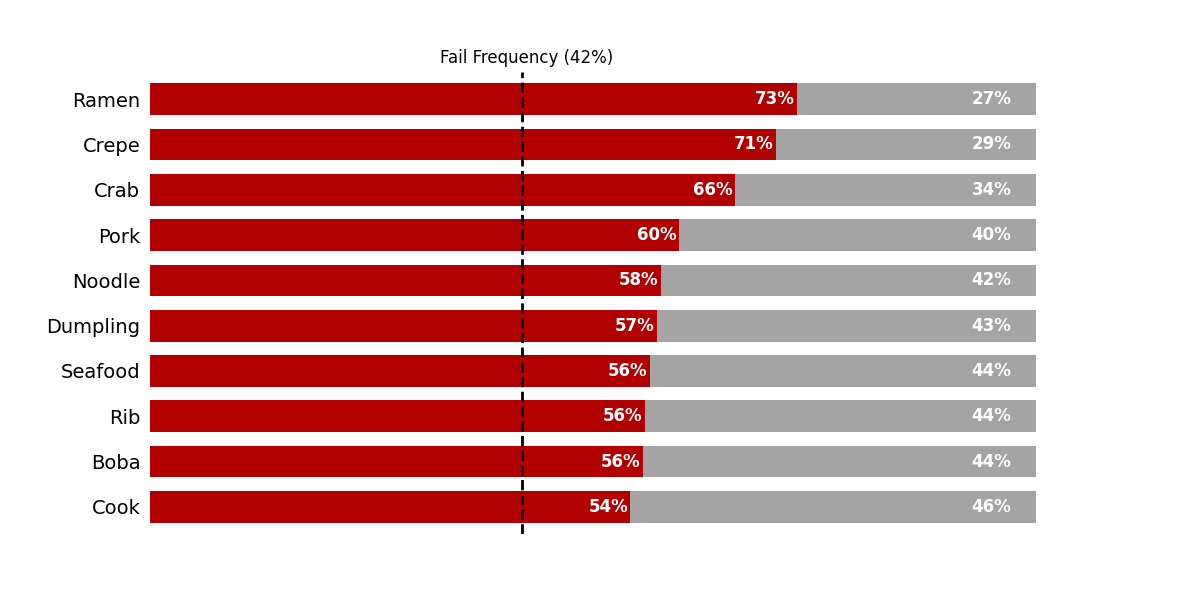 Fail Frequency (42%)
Ramen 73% 27%
Crepe 71% 29%
Crab 66% 34%
Pork 60% 40%
Noodle 58% 42%
Dumpling 57% 43%
Seafood 56% 44%
Rib 56% 44%
Boba 56% 44%
Cook 54% 46%